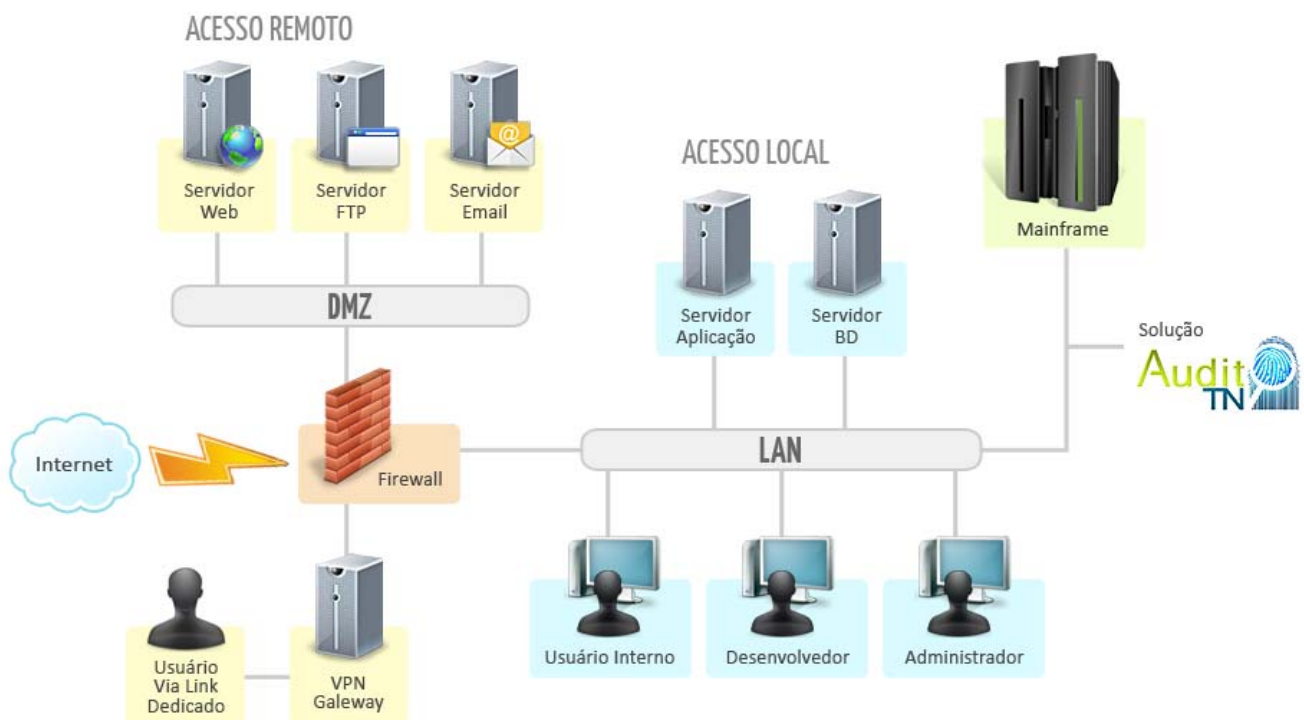 ACESSO REMOTO
Servidor
Web
Servidor
FTP
Servidor
Email
DMZ
ACESSO LOCAL
Servidor
Aplicação
Servidor
BD
Mainframe
Solução
Audit
TN
Internet
Firewall
LAN
Usuário
Via Link
Dedicado
VPN
Galeway
Usuário Interno
Desenvolvedor
Administrador